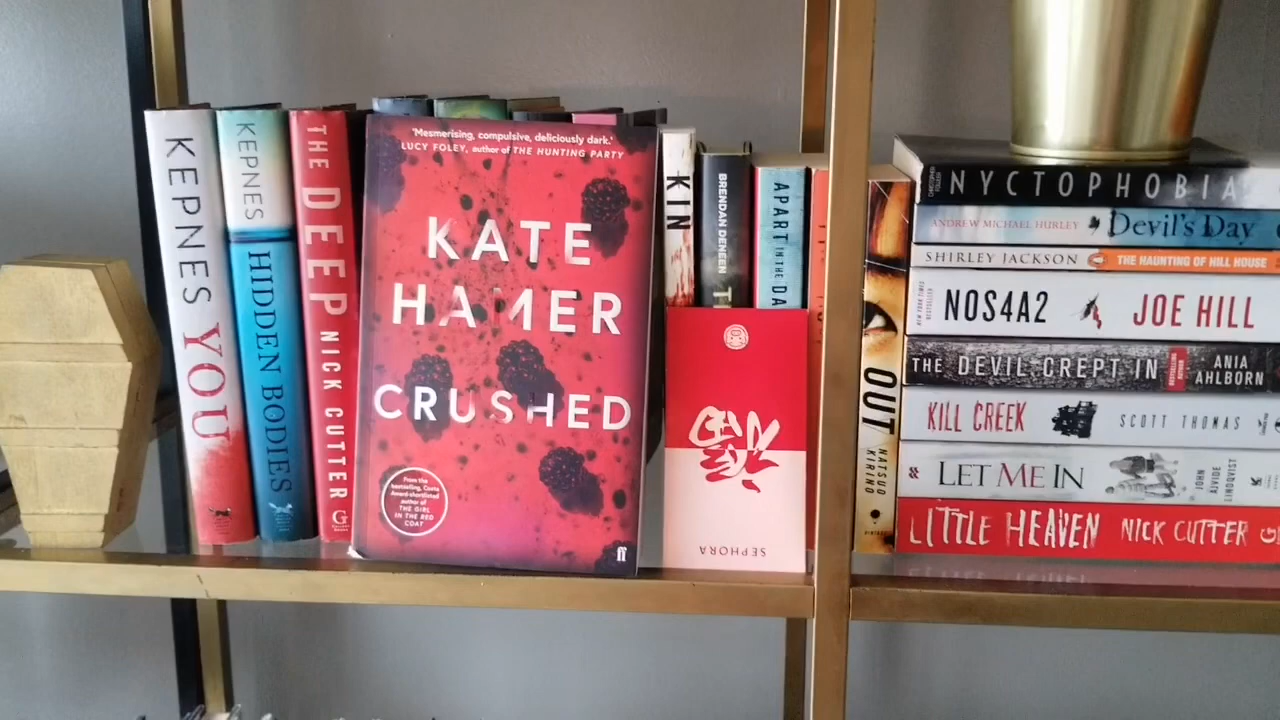 KEPNES YOU
KEPNES
HIDDEN BODIES
THE DEEP NICK CUTTER
'Mesmerising, compulsive, deliciously dark.'
LUCY FOLEY, author of THE HUNTING PARTY
KATE
HAMER
CRUSHED
From the
bestselling, Costa
Award-shortlisted
author of
THE GIRL
IN THE RED
COAT
ff
KIN
BRENDAN DENEEN
APART IN THE DA
SEPHORA
OUT NATSUO KIRINO
NYCTOPHOBIA
ANDREW MICHAEL HURLEY Devil's Day
SHIRLEY JACKSON THE HAUNTING OF HILL HOUSE
NOS4A2 JOE HILL
THE DEVIL CREPT IN ANIA AHLBORN
KILL CREEK SCOTT THOMAS
LET ME IN JOHN AJVIDE LINDQVIST
LITTLE HEAVEN NICK CUTTER G